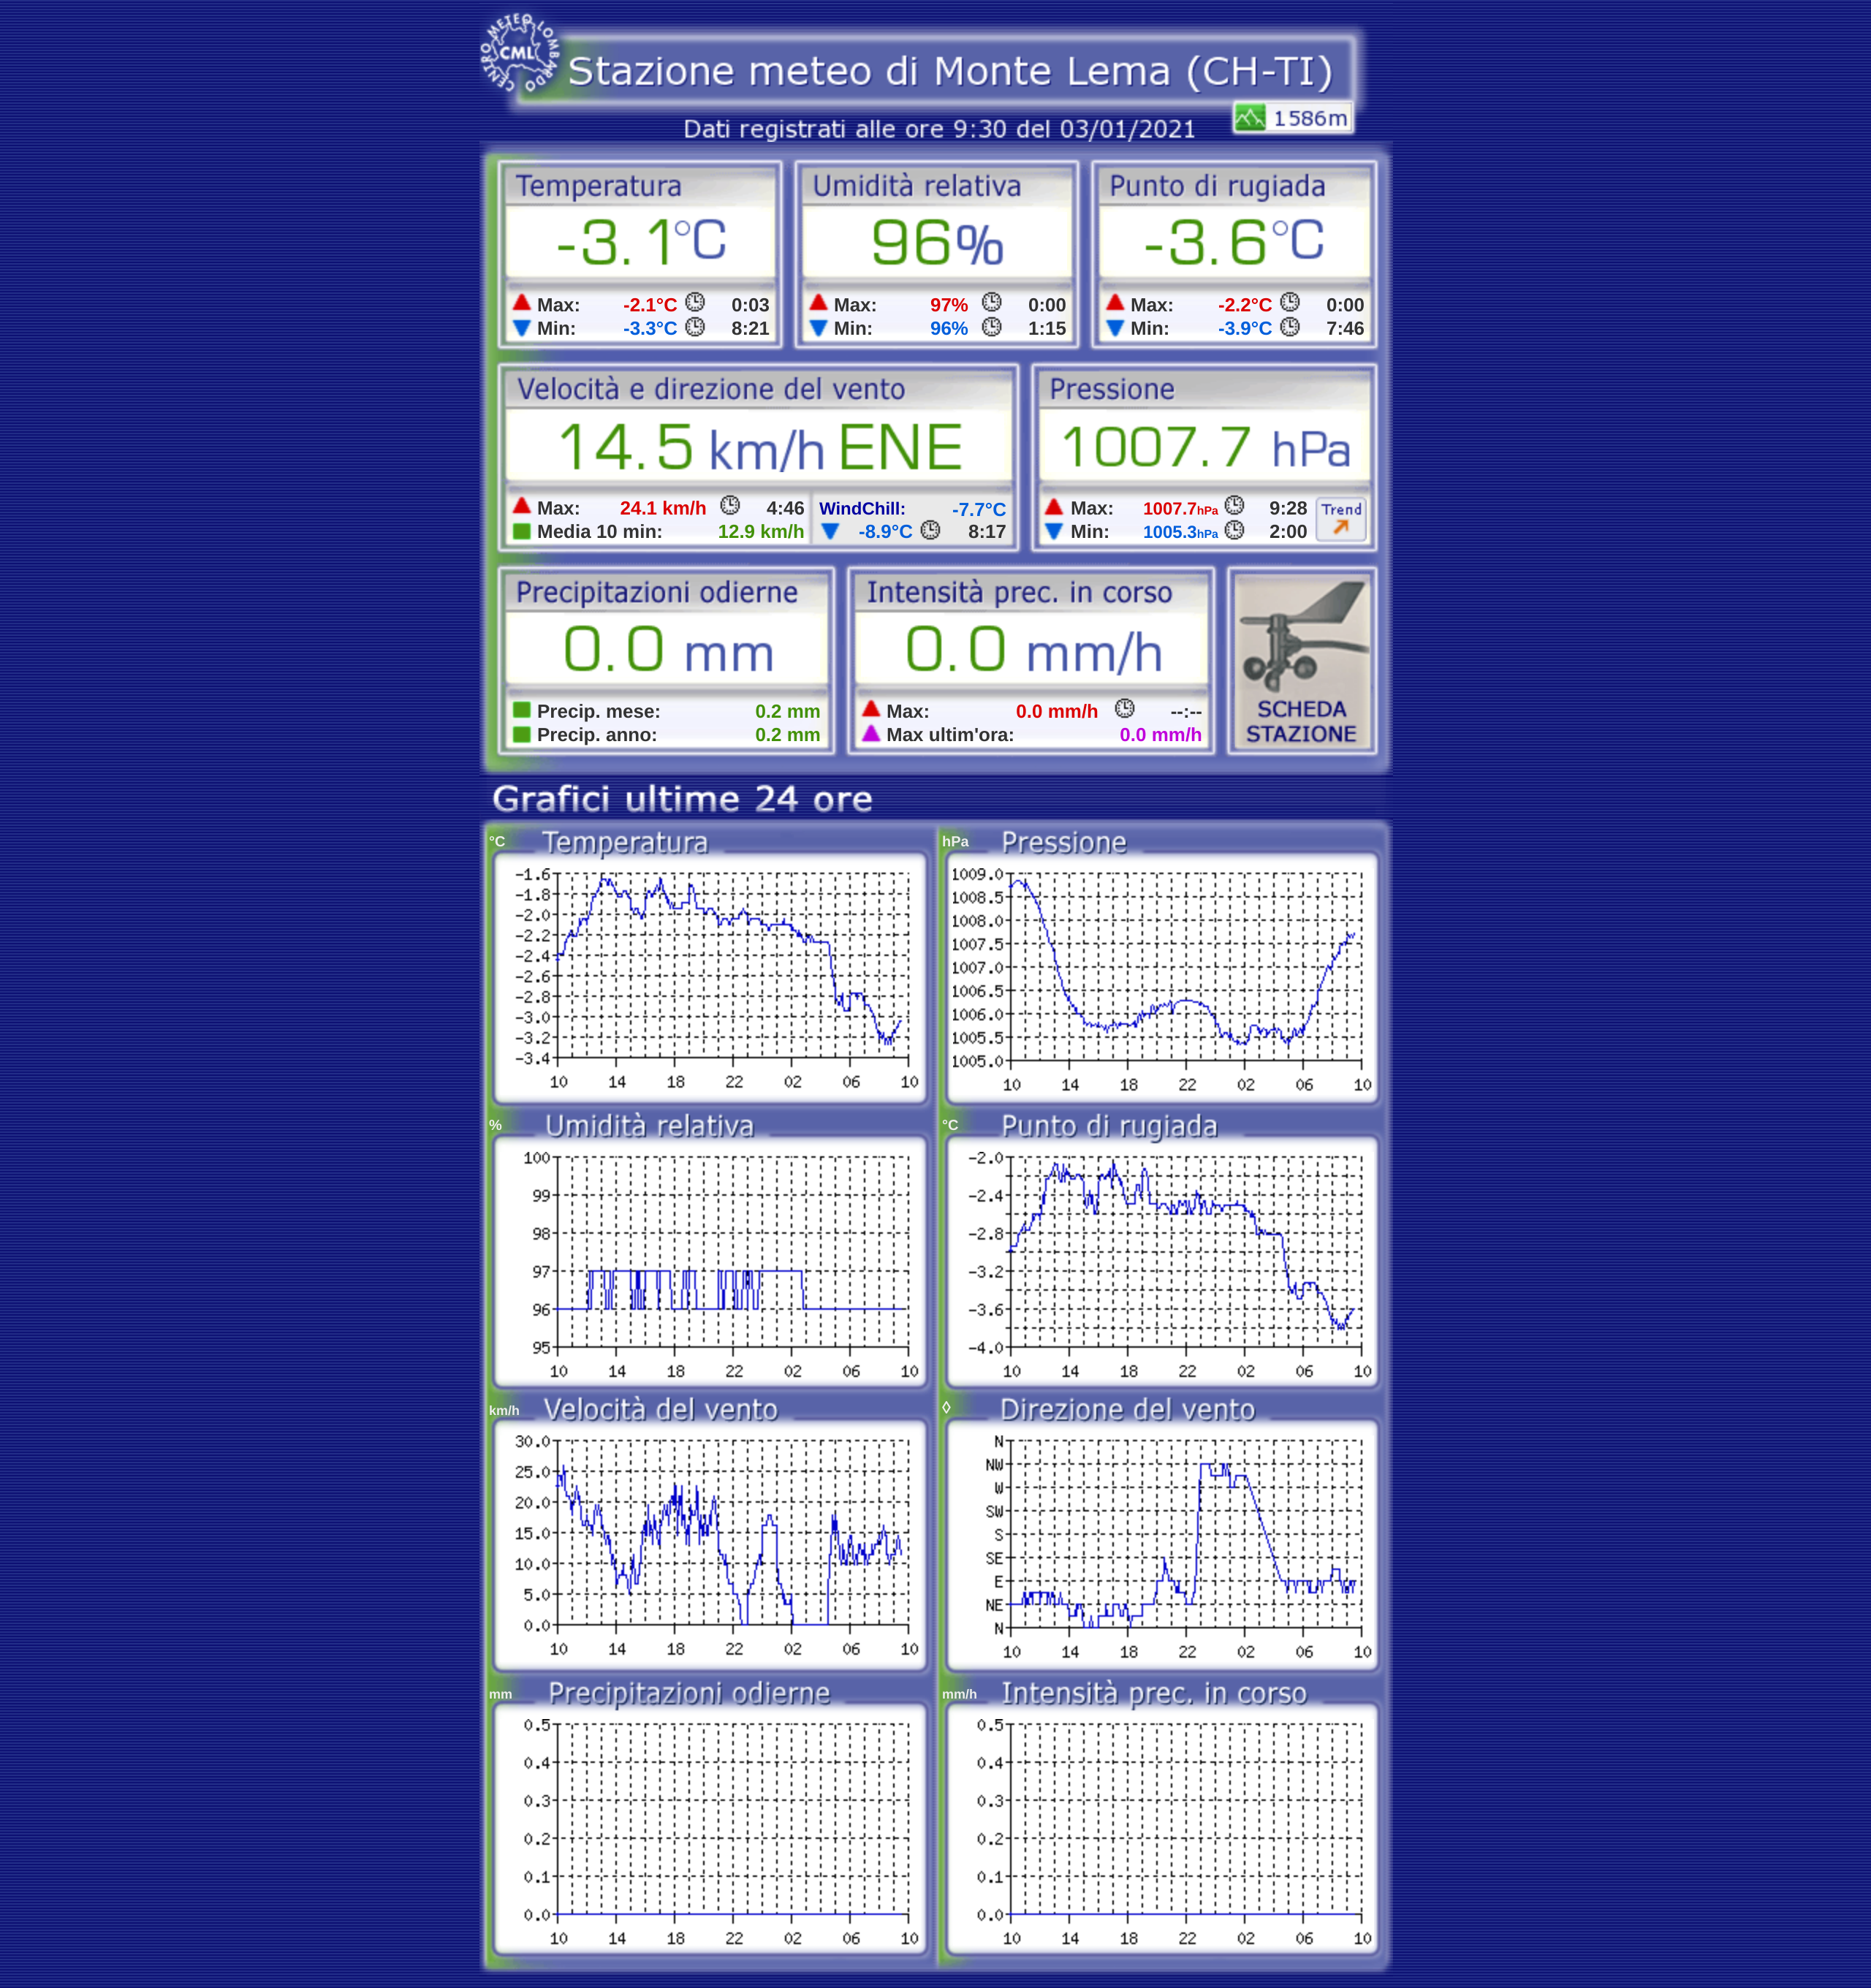 CENTRO METEO LOMBARDO
CML
Stazione meteo di Monte Lema (CH-TI)
1586m
Dati registrati alle ore 9:30 del 03/01/2021
Temperatura Umidità relativa Punto di rugiada
-3.1°C 96% -3.6°C
Max: -2.1°C 0:03 Max: 97% 0:00 Max: -2.2°C 0:00
Min: -3.3°C 8:21 Min: 96% 1:15 Min: -3.9°C 7:46
Velocità e direzione del vento Pressione
14.5 km/h ENE 1007.7 hPa
Max: 24.1 km/h 4:46 WindChill: -7.7°C Max: 1007.7hPa 9:28 Trend
Media 10 min: 12.9 km/h -8.9°C 8:17 Min: 1005.3hPa 2:00
Precipitazioni odierne Intensità prec. in corso
0.0 mm 0.0 mm/h
Precip. mese: 0.2 mm Max: 0.0 mm/h --:-- SCHEDA
Precip. anno: 0.2 mm Max ultim'ora: 0.0 mm/h STAZIONE
Grafici ultime 24 ore
°C Temperatura
-1.6
-1.8
-2.0
-2.2
-2.4
-2.6
-2.8
-3.0
-3.2
-3.4
10 14 18 22 02 06 10
hPa Pressione
1009.0
1008.5
1008.0
1007.5
1007.0
1006.5
1006.0
1005.5
1005.0
10 14 18 22 02 06 10
% Umidità relativa
100
99
98
97
96
95
10 14 18 22 02 06 10
°C Punto di rugiada
-2.0
-2.4
-2.8
-3.2
-3.6
-4.0
10 14 18 22 02 06 10
km/h Velocità del vento
30.0
25.0
20.0
15.0
10.0
5.0
0.0
10 14 18 22 02 06 10
◊ Direzione del vento
N
NW
W
SW
S
SE
E
NE
N
10 14 18 22 02 06 10
mm Precipitazioni odierne
0.5
0.4
0.3
0.2
0.1
0.0
10 14 18 22 02 06 10
mm/h Intensità prec. in corso
0.5
0.4
0.3
0.2
0.1
0.0
10 14 18 22 02 06 10